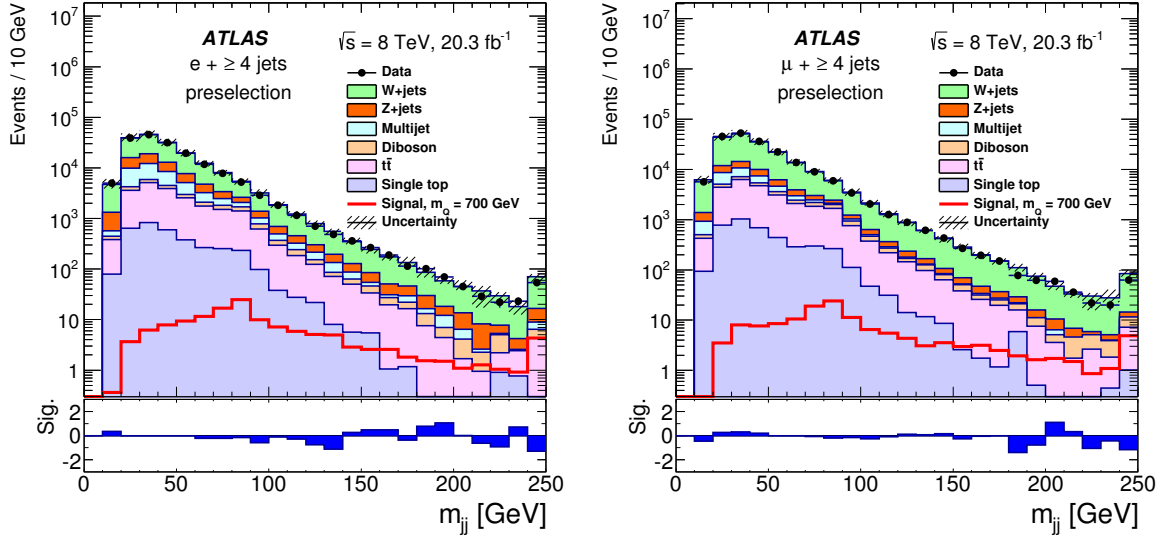 Events / 10 GeV
10⁷
10⁶
10⁵
10⁴
10³
10²
10
1
ATLAS
e + ≥ 4 jets
preselection
√s = 8 TeV, 20.3 fb⁻¹
Data
W+jets
Z+jets
Multijet
Diboson
tt̄
Single top
Signal, m_Q = 700 GeV
Uncertainty
Sig.
2
0
-2
0 50 100 150 200 250
m_jj [GeV]
Events / 10 GeV
10⁷
10⁶
10⁵
10⁴
10³
10²
10
1
ATLAS
μ + ≥ 4 jets
preselection
√s = 8 TeV, 20.3 fb⁻¹
Data
W+jets
Z+jets
Multijet
Diboson
tt̄
Single top
Signal, m_Q = 700 GeV
Uncertainty
Sig.
2
0
-2
0 50 100 150 200 250
m_jj [GeV]